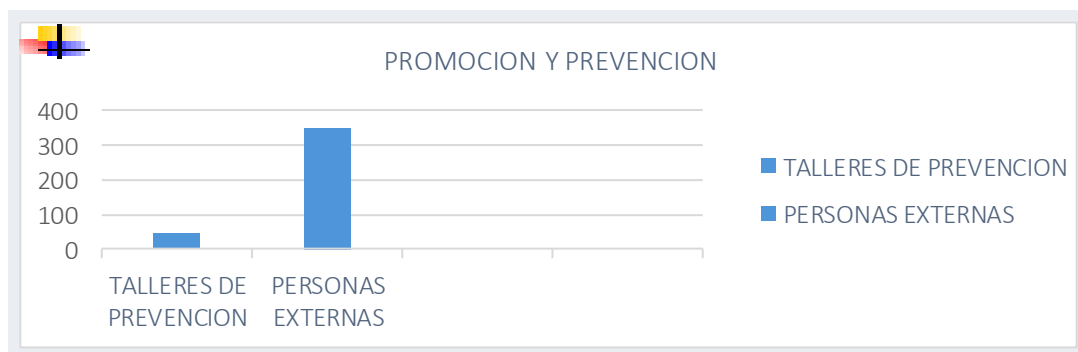 PROMOCION Y PREVENCION
400
300
200
100
0
TALLERES DE
PREVENCION
PERSONAS
EXTERNAS
TALLERES DE PREVENCION
PERSONAS EXTERNAS